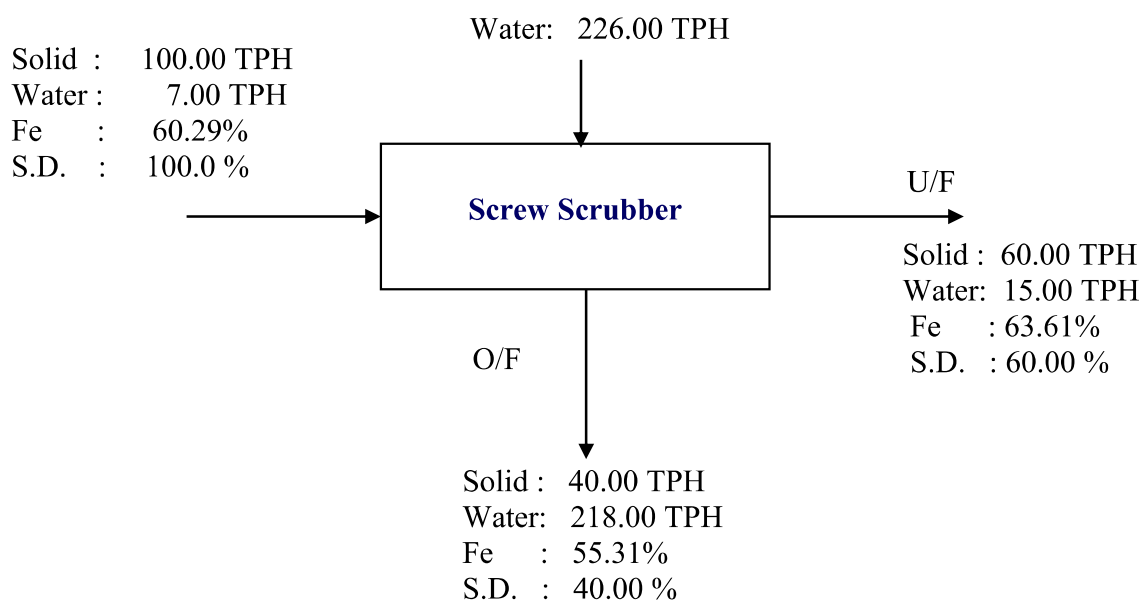 Water: 226.00 TPH
Solid : 100.00 TPH
Water : 7.00 TPH
Fe : 60.29%
S.D. : 100.0 %
Screw Scrubber
U/F
Solid : 60.00 TPH
Water: 15.00 TPH
Fe : 63.61%
S.D. : 60.00 %
O/F
Solid : 40.00 TPH
Water: 218.00 TPH
Fe : 55.31%
S.D. : 40.00 %